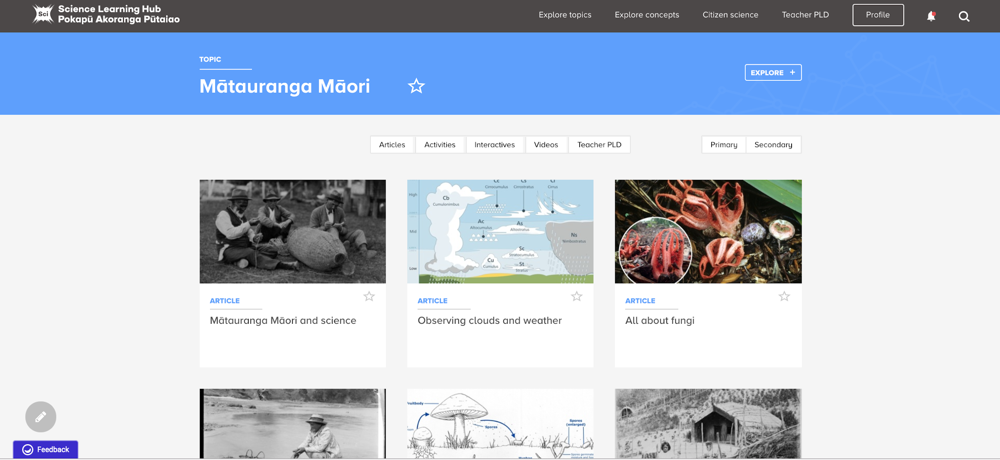 Sci
Science Learning Hub
Pokapū Akoranga Pūtaiao
Explore topics
Explore concepts
Citizen science
Teacher PLD
Profile
TOPIC
Mātauranga Māori
EXPLORE +
Articles
Activities
Interactives
Videos
Teacher PLD
Primary
Secondary
High
Mid
Low
Cb
Cumulonimbus
Cc
Cirrocumulus
Cs
Cirrostratus
Ci
Cirrus
Ac
Altocumulus
As
Altostratus
Ns
Nimbostratus
Sc
Stratocumulus
Cu
Cumulus
St
Stratus
ARTICLE
Mātauranga Māori and science
ARTICLE
Observing clouds and weather
ARTICLE
All about fungi
Fruitbody
Spores
Spores
(enlarged)
Hyphae
Spores germinate
moisture and
Feedback